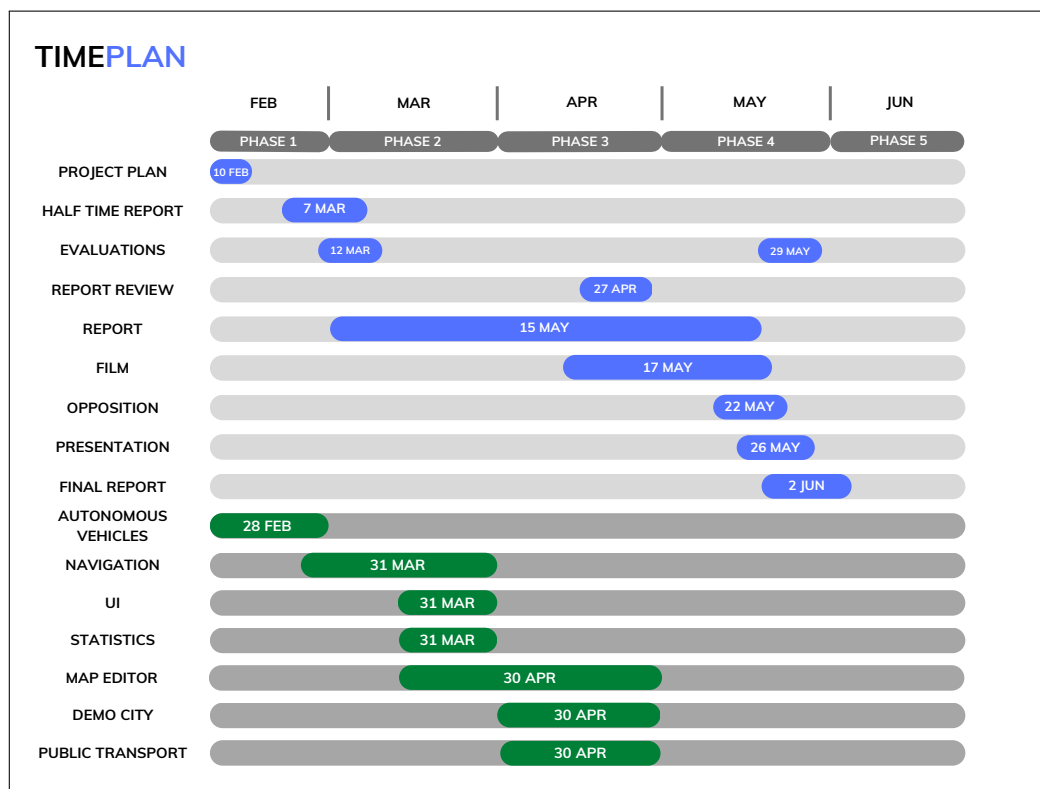 TIMEPLAN
FEB MAR APR MAY JUN
PHASE 1 PHASE 2 PHASE 3 PHASE 4 PHASE 5
PROJECT PLAN 10 FEB
HALF TIME REPORT 7 MAR
EVALUATIONS 12 MAR 29 MAY
REPORT REVIEW 27 APR
REPORT 15 MAY
FILM 17 MAY
OPPOSITION 22 MAY
PRESENTATION 26 MAY
FINAL REPORT 2 JUN
AUTONOMOUS
VEHICLES 28 FEB
NAVIGATION 31 MAR
UI 31 MAR
STATISTICS 31 MAR
MAP EDITOR 30 APR
DEMO CITY 30 APR
PUBLIC TRANSPORT 30 APR